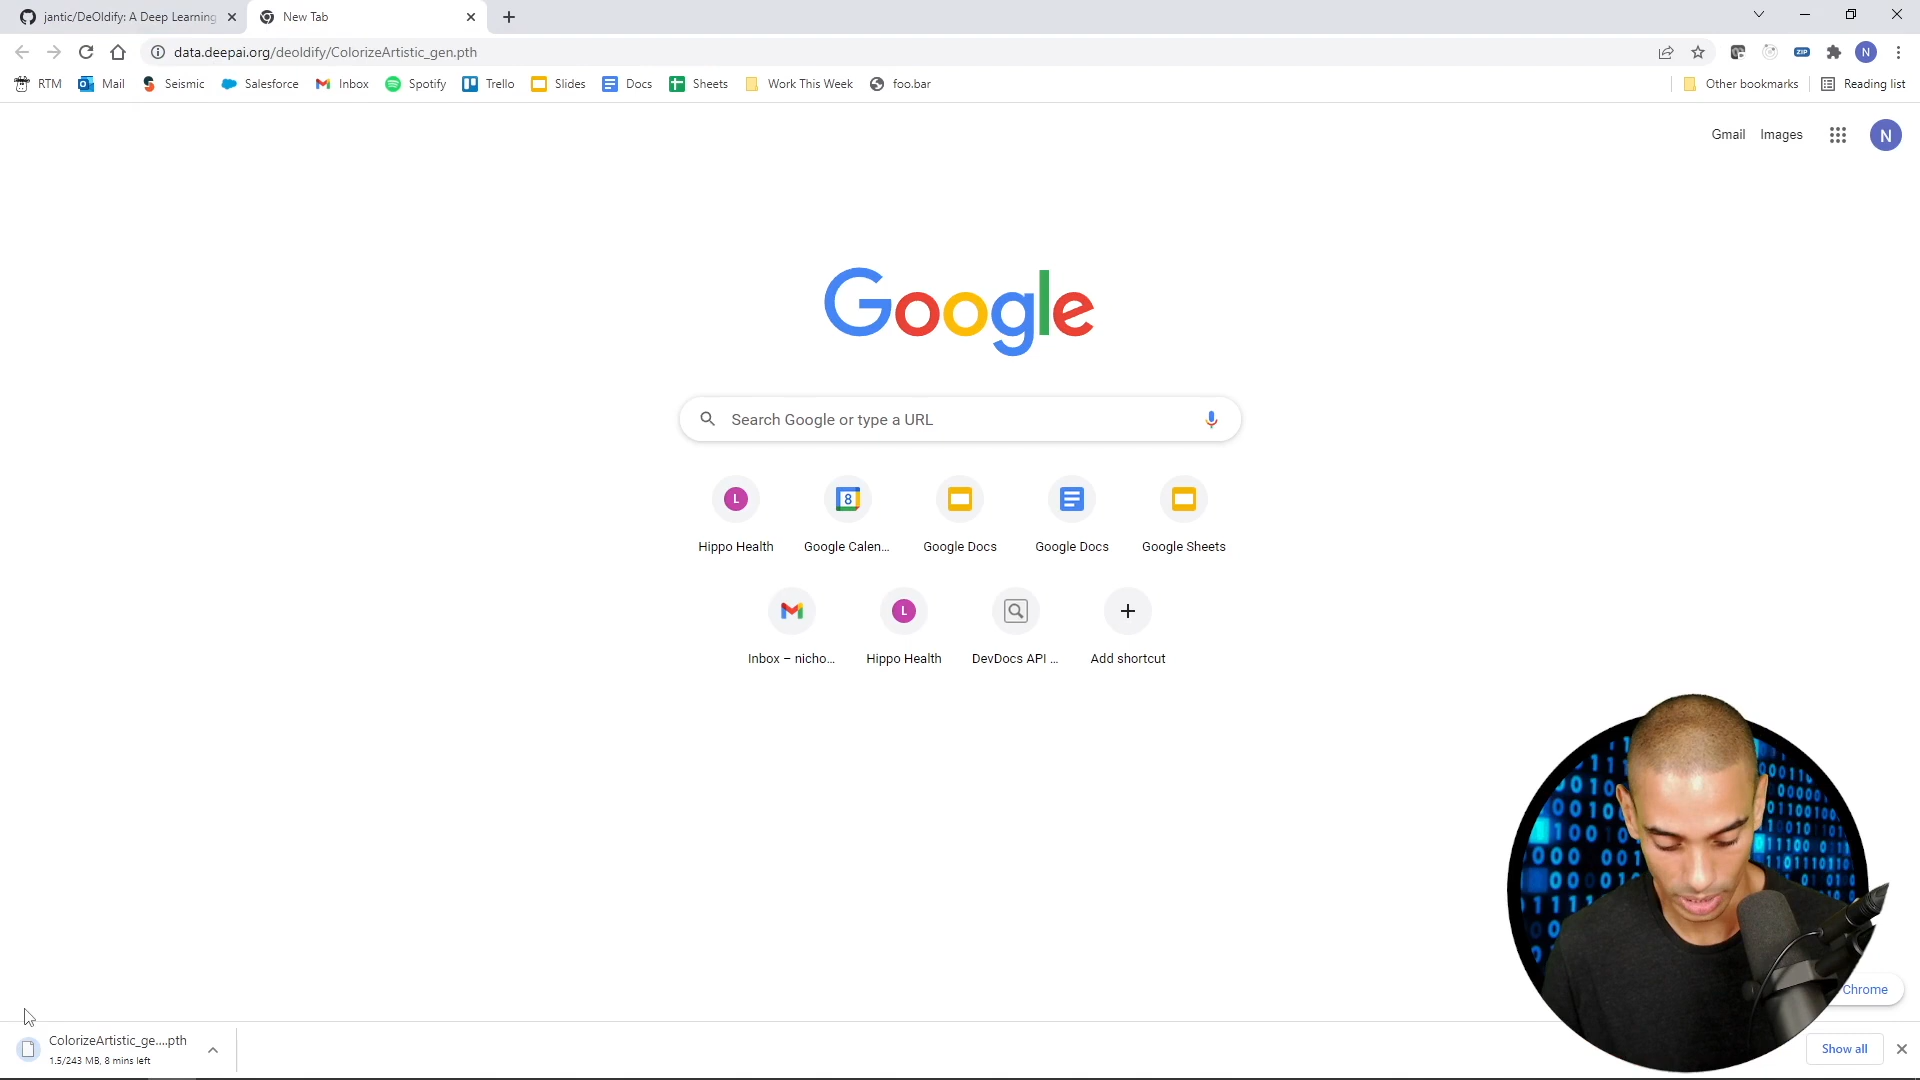 jantic/DeOldify: A Deep Learning
New Tab
data.deepai.org/deoldify/ColorizeArtistic_gen.pth
ZIP
N
RTM
Mail
Seismic
Salesforce
Inbox
Spotify
Trello
Slides
Docs
Sheets
Work This Week
foo.bar
Other bookmarks
Reading list
Gmail
Images
N
Google
Search Google or type a URL
L
8
Hippo Health
Google Calen...
Google Docs
Google Docs
Google Sheets
L
Inbox – nicho...
Hippo Health
DevDocs API ...
Add shortcut
Chrome
ColorizeArtistic_ge....pth
1.5/243 MB, 8 mins left
Show all